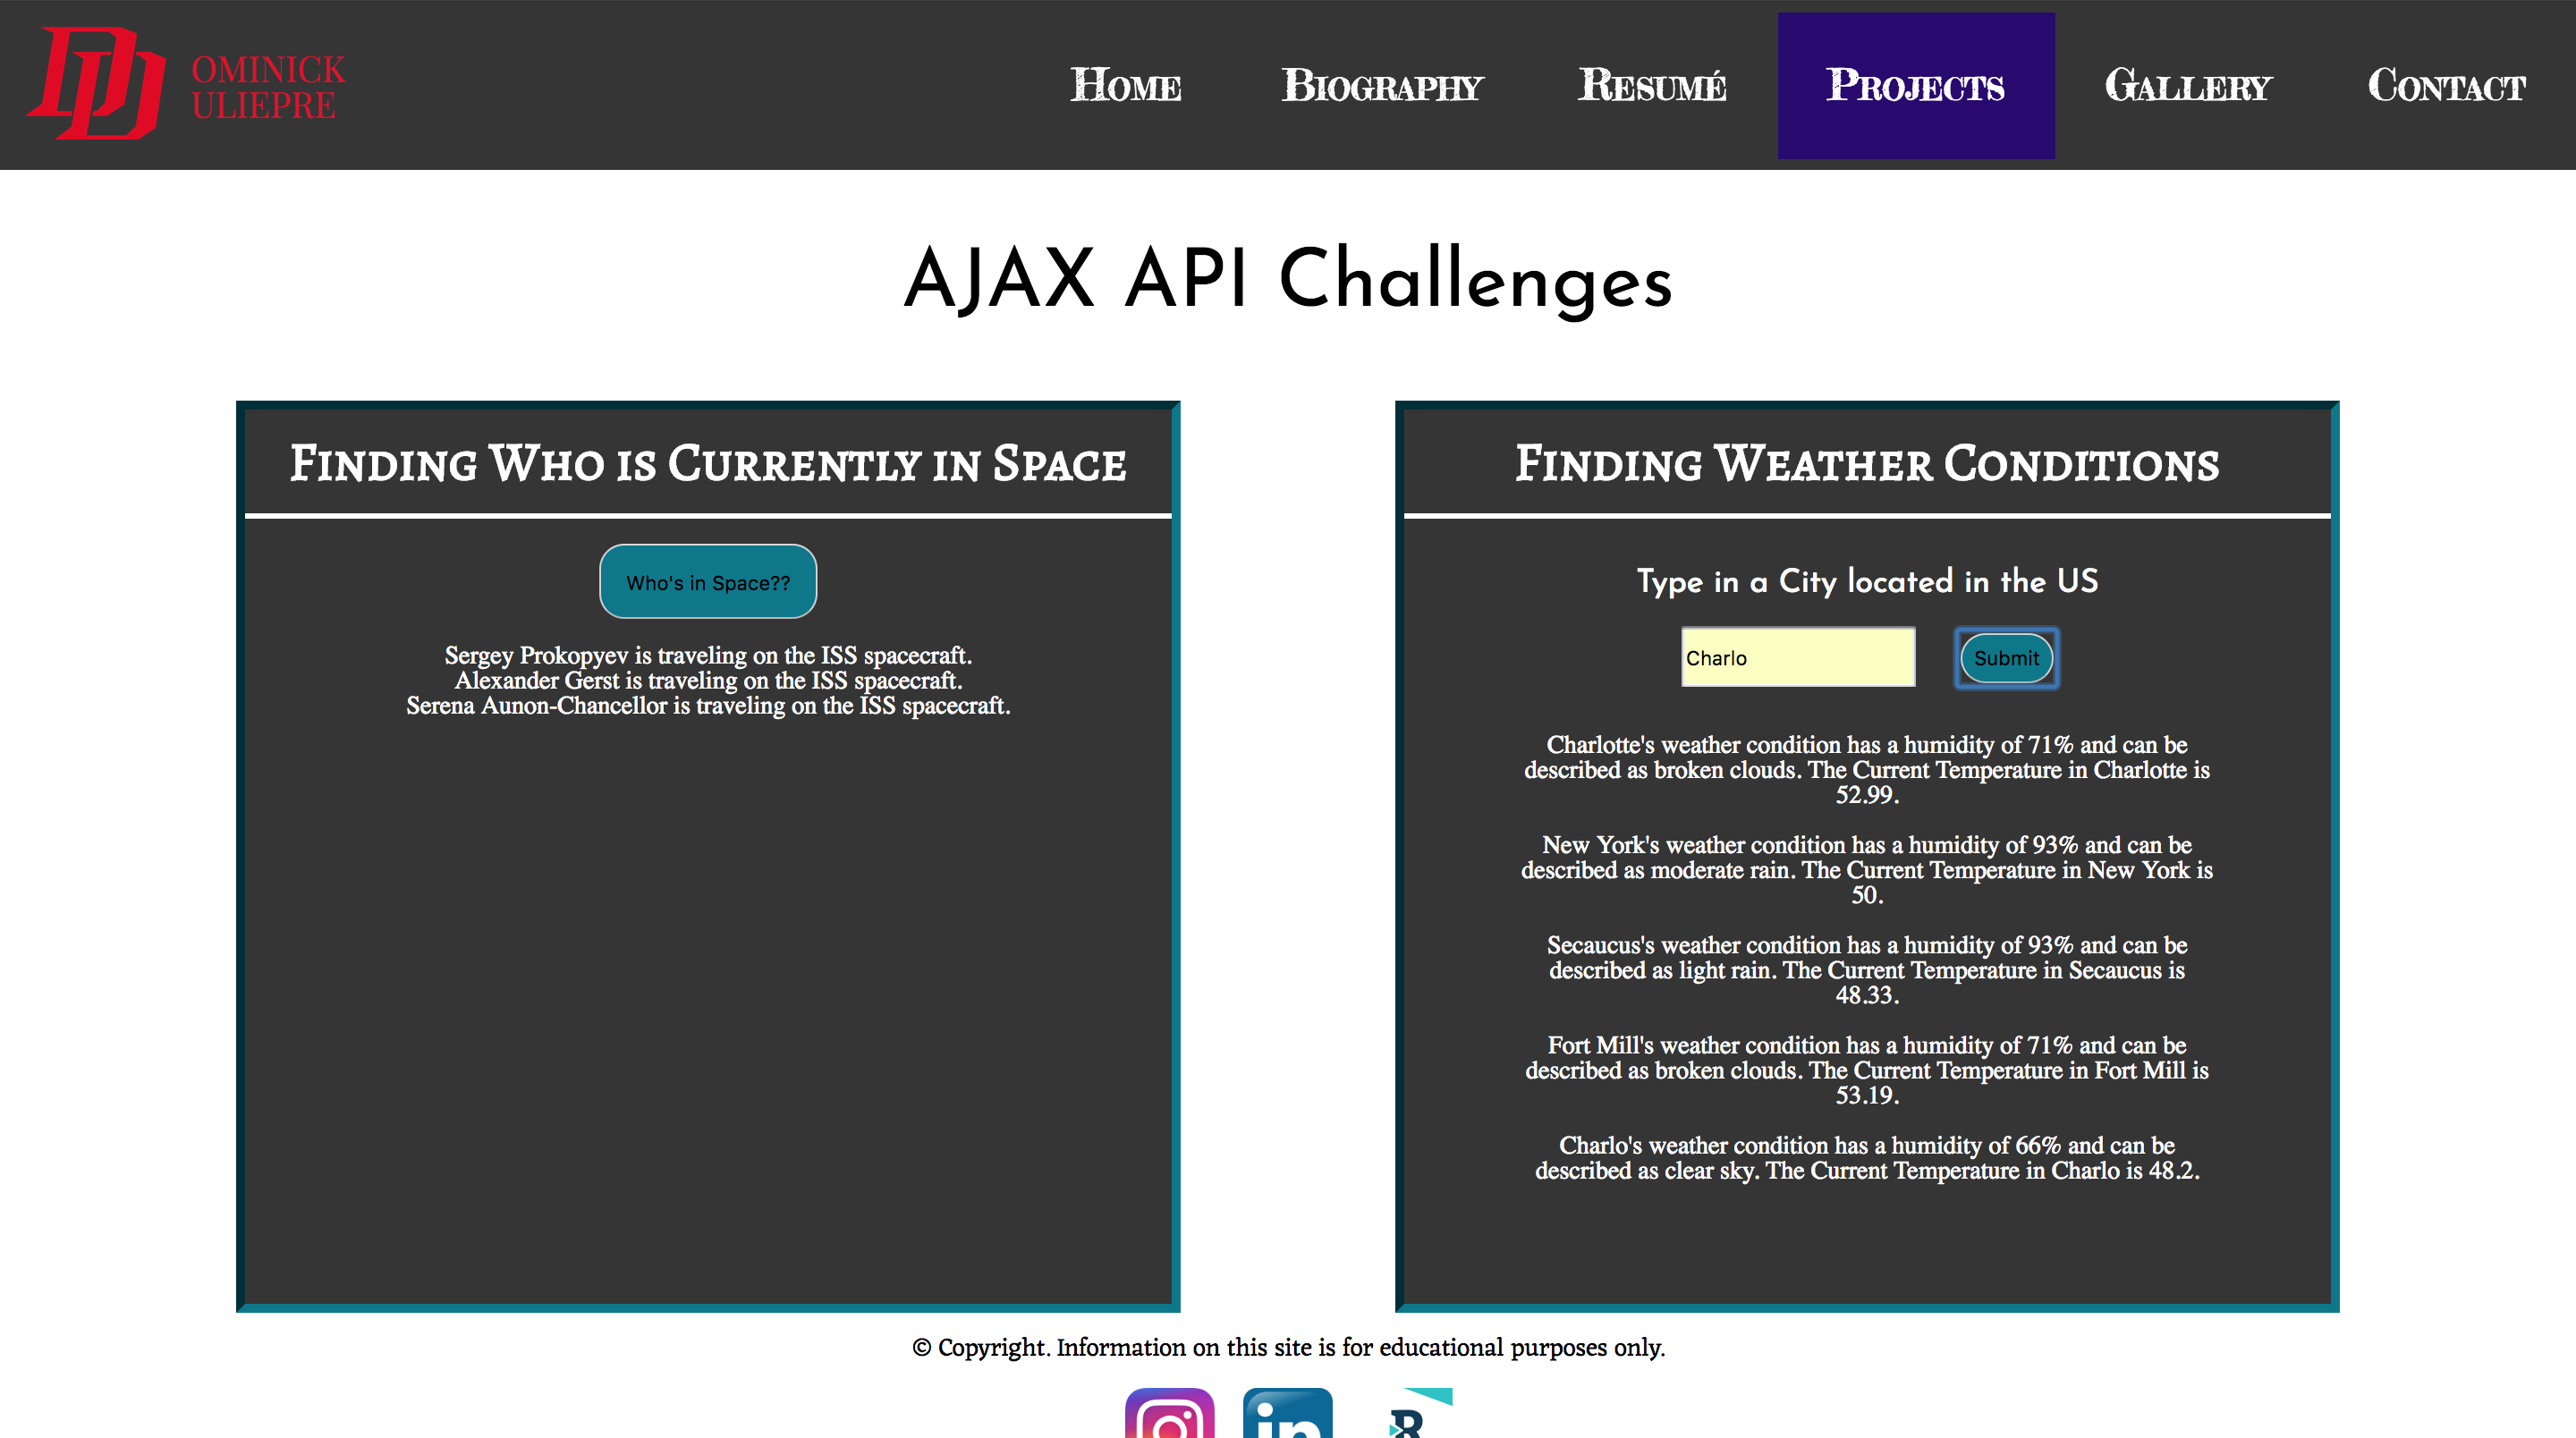 DD OMINICK
ULIEPRE
Home Biography Resumé Projects Gallery Contact
AJAX API Challenges
Finding Who is Currently in Space
Who's in Space??
Sergey Prokopyev is traveling on the ISS spacecraft.
Alexander Gerst is traveling on the ISS spacecraft.
Serena Aunon-Chancellor is traveling on the ISS spacecraft.
Finding Weather Conditions
Type in a City located in the US
Charlo Submit
Charlotte's weather condition has a humidity of 71% and can be
described as broken clouds. The Current Temperature in Charlotte is
52.99.
New York's weather condition has a humidity of 93% and can be
described as moderate rain. The Current Temperature in New York is
50.
Secaucus's weather condition has a humidity of 93% and can be
described as light rain. The Current Temperature in Secaucus is
48.33.
Fort Mill's weather condition has a humidity of 71% and can be
described as broken clouds. The Current Temperature in Fort Mill is
53.19.
Charlo's weather condition has a humidity of 66% and can be
described as clear sky. The Current Temperature in Charlo is 48.2.
© Copyright. Information on this site is for educational purposes only.
in R